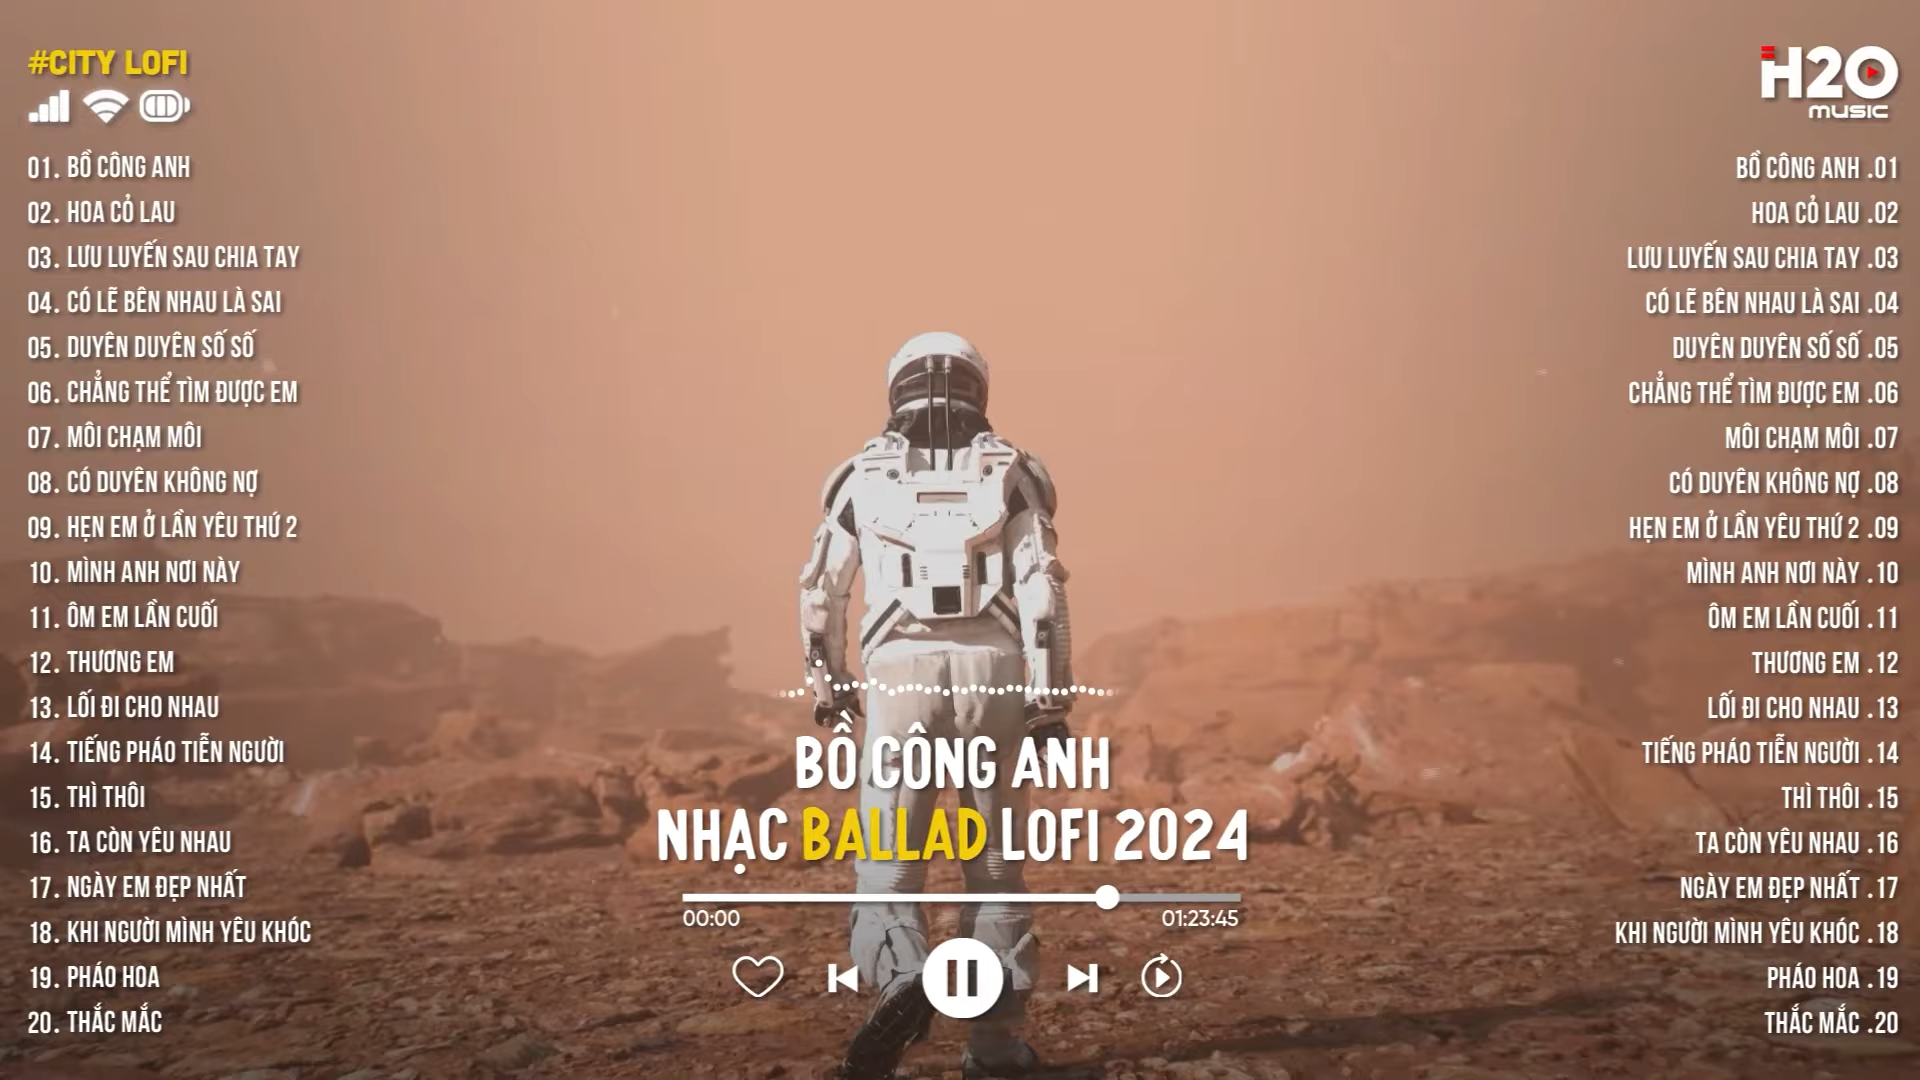 #CITY LOFI
H2O
MUSIC
01. BỒ CÔNG ANH
02. HOA CỎ LAU
03. LƯU LUYẾN SAU CHIA TAY
04. CÓ LẼ BÊN NHAU LÀ SAI
05. DUYÊN DUYÊN SỐ SỐ
06. CHẲNG THỂ TÌM ĐƯỢC EM
07. MÔI CHẠM MÔI
08. CÓ DUYÊN KHÔNG NỢ
09. HẸN EM Ở LẦN YÊU THỨ 2
10. MÌNH ANH NƠI NÀY
11. ÔM EM LẦN CUỐI
12. THƯƠNG EM
13. LỐI ĐI CHO NHAU
14. TIẾNG PHÁO TIỄN NGƯỜI
15. THÌ THÔI
16. TA CÒN YÊU NHAU
17. NGÀY EM ĐẸP NHẤT
18. KHI NGƯỜI MÌNH YÊU KHÓC
19. PHÁO HOA
20. THẮC MẮC
BỒ CÔNG ANH .01
HOA CỎ LAU .02
LƯU LUYẾN SAU CHIA TAY .03
CÓ LẼ BÊN NHAU LÀ SAI .04
DUYÊN DUYÊN SỐ SỐ .05
CHẲNG THỂ TÌM ĐƯỢC EM .06
MÔI CHẠM MÔI .07
CÓ DUYÊN KHÔNG NỢ .08
HẸN EM Ở LẦN YÊU THỨ 2 .09
MÌNH ANH NƠI NÀY .10
ÔM EM LẦN CUỐI .11
THƯƠNG EM .12
LỐI ĐI CHO NHAU .13
TIẾNG PHÁO TIỄN NGƯỜI .14
THÌ THÔI .15
TA CÒN YÊU NHAU .16
NGÀY EM ĐẸP NHẤT .17
KHI NGƯỜI MÌNH YÊU KHÓC .18
PHÁO HOA .19
THẮC MẮC .20
BỒ CÔNG ANH
NHẠC BALLAD LOFI 2024
00:00 01:23:45